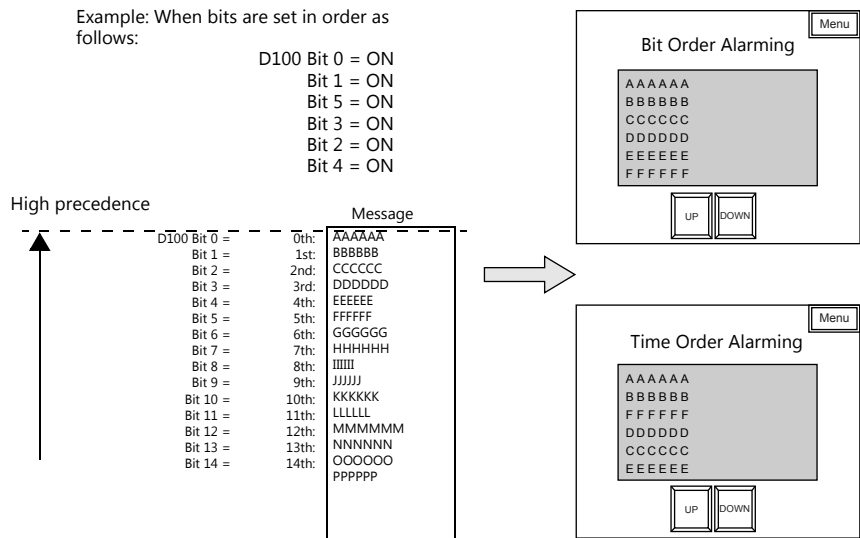 Example: When bits are set in order as
follows:
D100 Bit 0 = ON
Bit 1 = ON
Bit 5 = ON
Bit 3 = ON
Bit 2 = ON
Bit 4 = ON
High precedence
Message
D100 Bit 0 = 0th: AAAAAA
Bit 1 = 1st: BBBBBB
Bit 2 = 2nd: CCCCCC
Bit 3 = 3rd: DDDDDD
Bit 4 = 4th: EEEEEE
Bit 5 = 5th: FFFFFF
Bit 6 = 6th: GGGGGG
Bit 7 = 7th: HHHHHH
Bit 8 = 8th: IIIIII
Bit 9 = 9th: JJJJJJ
Bit 10 = 10th: KKKKKK
Bit 11 = 11th: LLLLLL
Bit 12 = 12th: MMMMMM
Bit 13 = 13th: NNNNNN
Bit 14 = 14th: OOOOOO
PPPPPP
Menu
Bit Order Alarming
AAAAAA
BBBBBB
CCCCCC
DDDDDD
EEEEEE
FFFFFF
UP DOWN
Menu
Time Order Alarming
AAAAAA
BBBBBB
FFFFFF
DDDDDD
CCCCCC
EEEEEE
UP DOWN